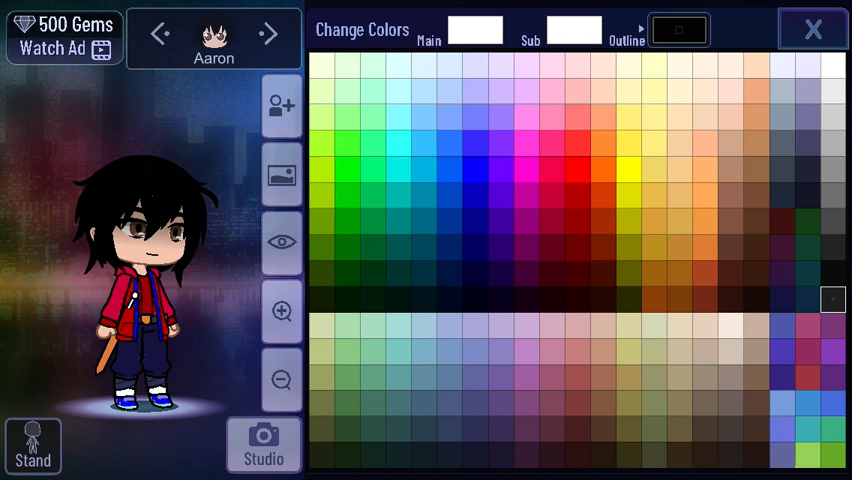 500 Gems
Watch Ad
Aaron
Change Colors
Main
Sub
Outline
X
Stand
Studio